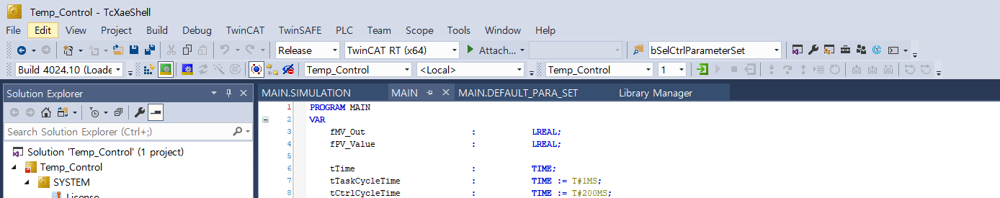 Temp_Control - TcXaeShell
File Edit View Project Build Debug TwinCAT TwinSAFE PLC Team Scope Tools Window Help
Release TwinCAT RT (x64) Attach... bSelCtrlParameterSet
Build 4024.10 (Loade Temp_Control <Local> Temp_Control 1
Solution Explorer
Search Solution Explorer (Ctrl+;)
Solution 'Temp_Control' (1 project)
Temp_Control
SYSTEM
License
MAIN.SIMULATION MAIN MAIN.DEFAULT_PARA_SET Library Manager
1 PROGRAM MAIN
2 VAR
3 fMV_Out : LREAL;
4 fPV_Value : LREAL;
5
6 tTime : TIME;
7 tTaskCycleTime : TIME := T#1MS;
8 tCtrlCycleTime : TIME := T#200MS;